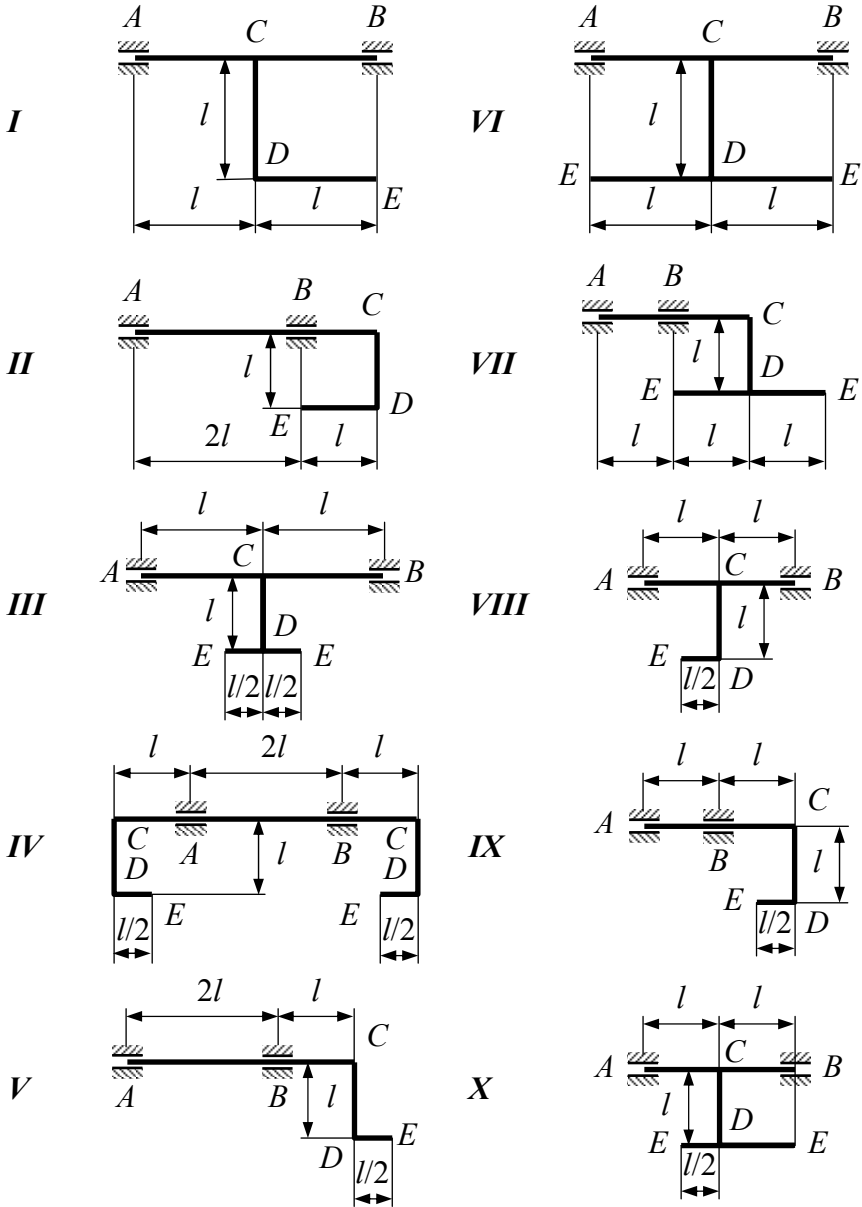 A C B
I
l
D
l l E
A C B
VI
l
E D E
l l
A B C
II
l
E D
2l l
A B C
VII
l
E D E
l l l
l l
A C B
III
l
E D E
l/2 l/2
l l
A C B
VIII
l
E D
l/2
l 2l l
IV
C A B C
D l D
E E
l/2 l/2
l l
C
A B
IX
l
E D
l/2
2l l
C
A B
V
l
D E
l/2
l l
A C B
X
l
D
E E
l/2